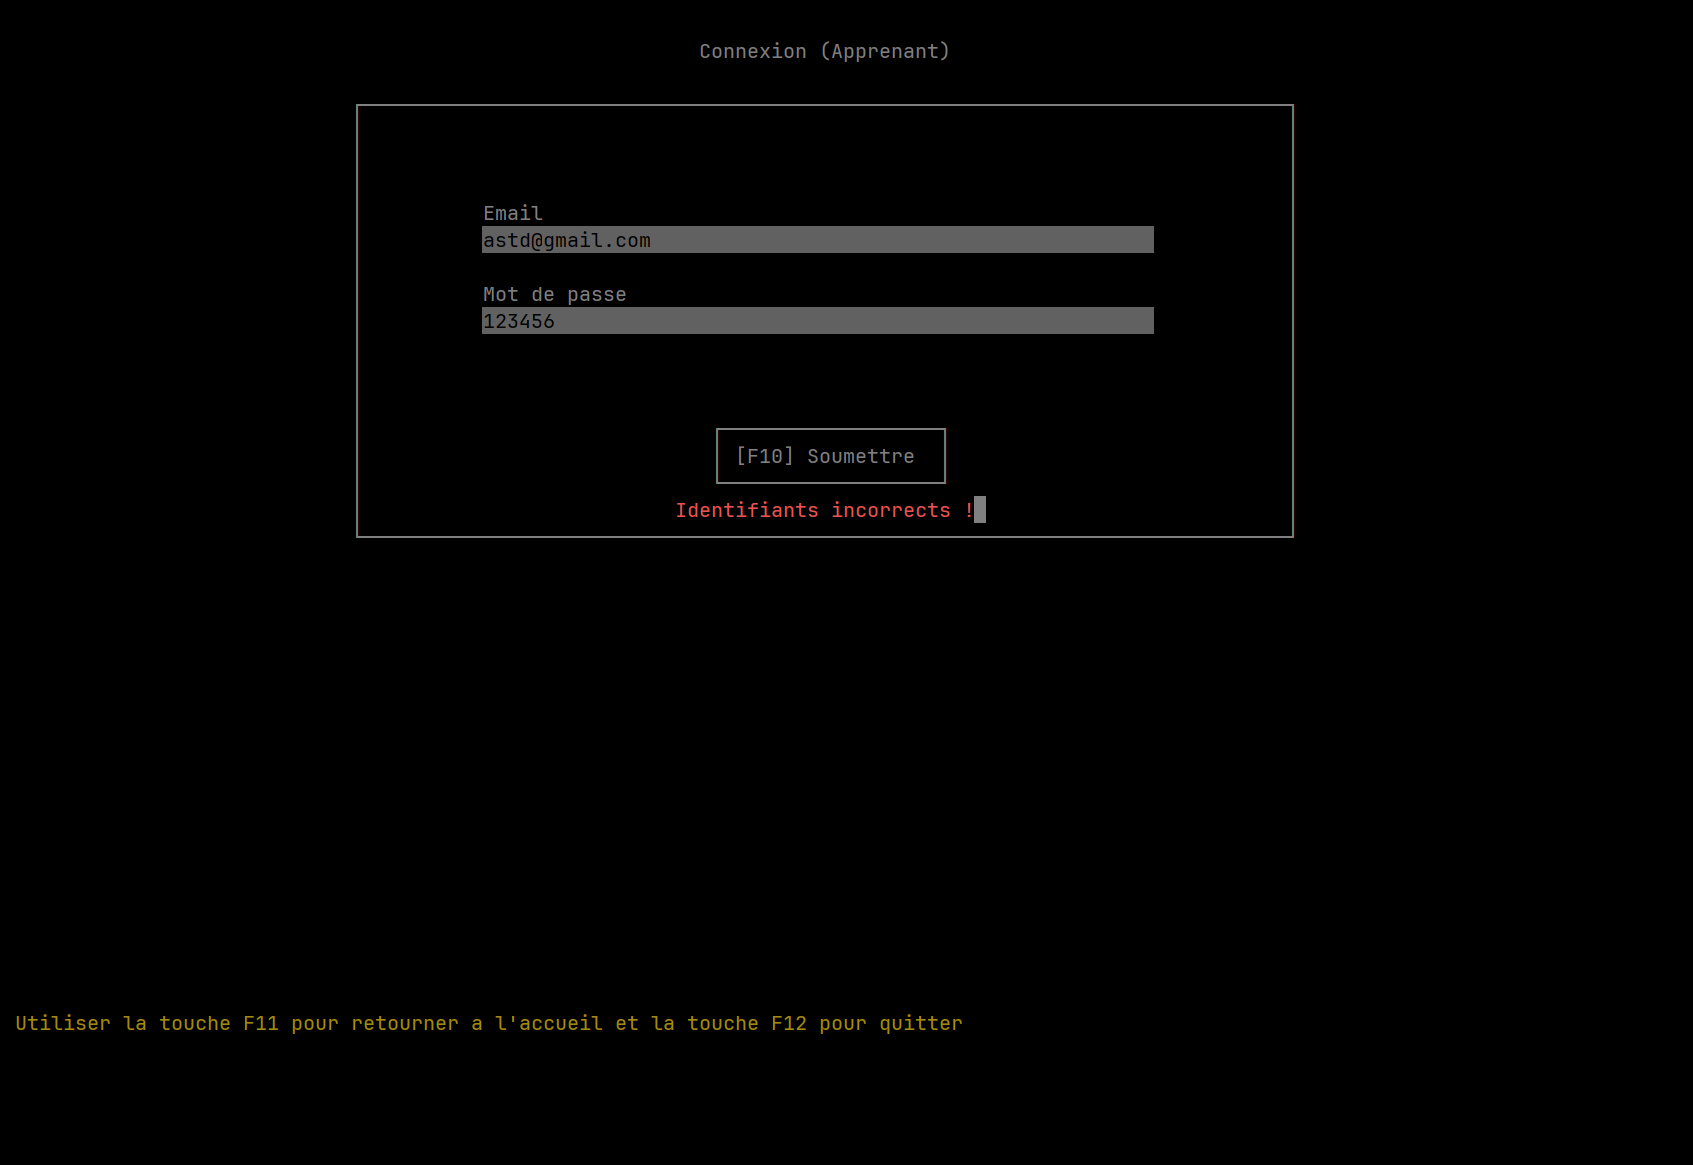 Connexion (Apprenant)
Email
astd@gmail.com
Mot de passe
123456
[F10] Soumettre
Identifiants incorrects !
Utiliser la touche F11 pour retourner a l'accueil et la touche F12 pour quitter